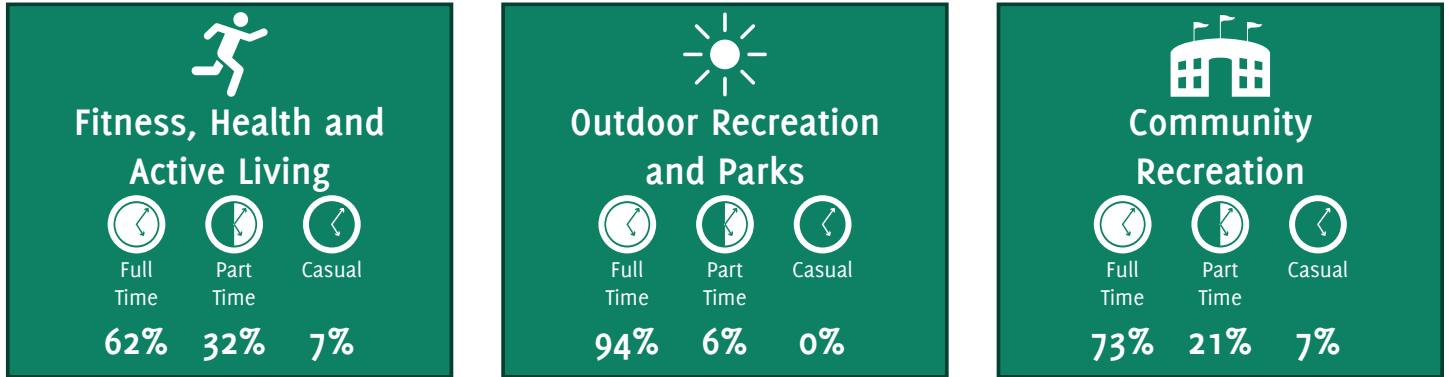 Fitness, Health and
Active Living
Full
Time
Part
Time
Casual
62% 32% 7%
Outdoor Recreation
and Parks
Full
Time
Part
Time
Casual
94% 6% 0%
Community
Recreation
Full
Time
Part
Time
Casual
73% 21% 7%